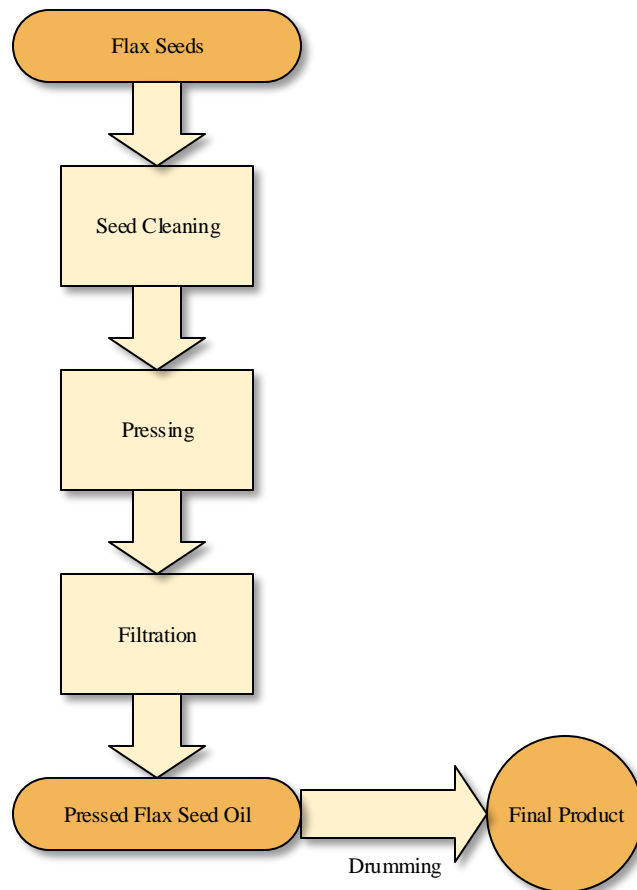 Flax Seeds
Seed Cleaning
Pressing
Filtration
Pressed Flax Seed Oil
Final Product
Drumming